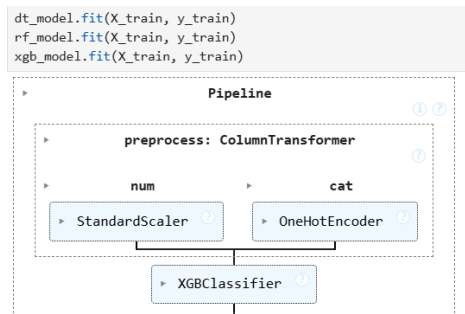 dt_model.fit(X_train, y_train)
rf_model.fit(X_train, y_train)
xgb_model.fit(X_train, y_train)
Pipeline
i ?
preprocess: ColumnTransformer
?
num cat
StandardScaler ? OneHotEncoder ?
XGBClassifier ?